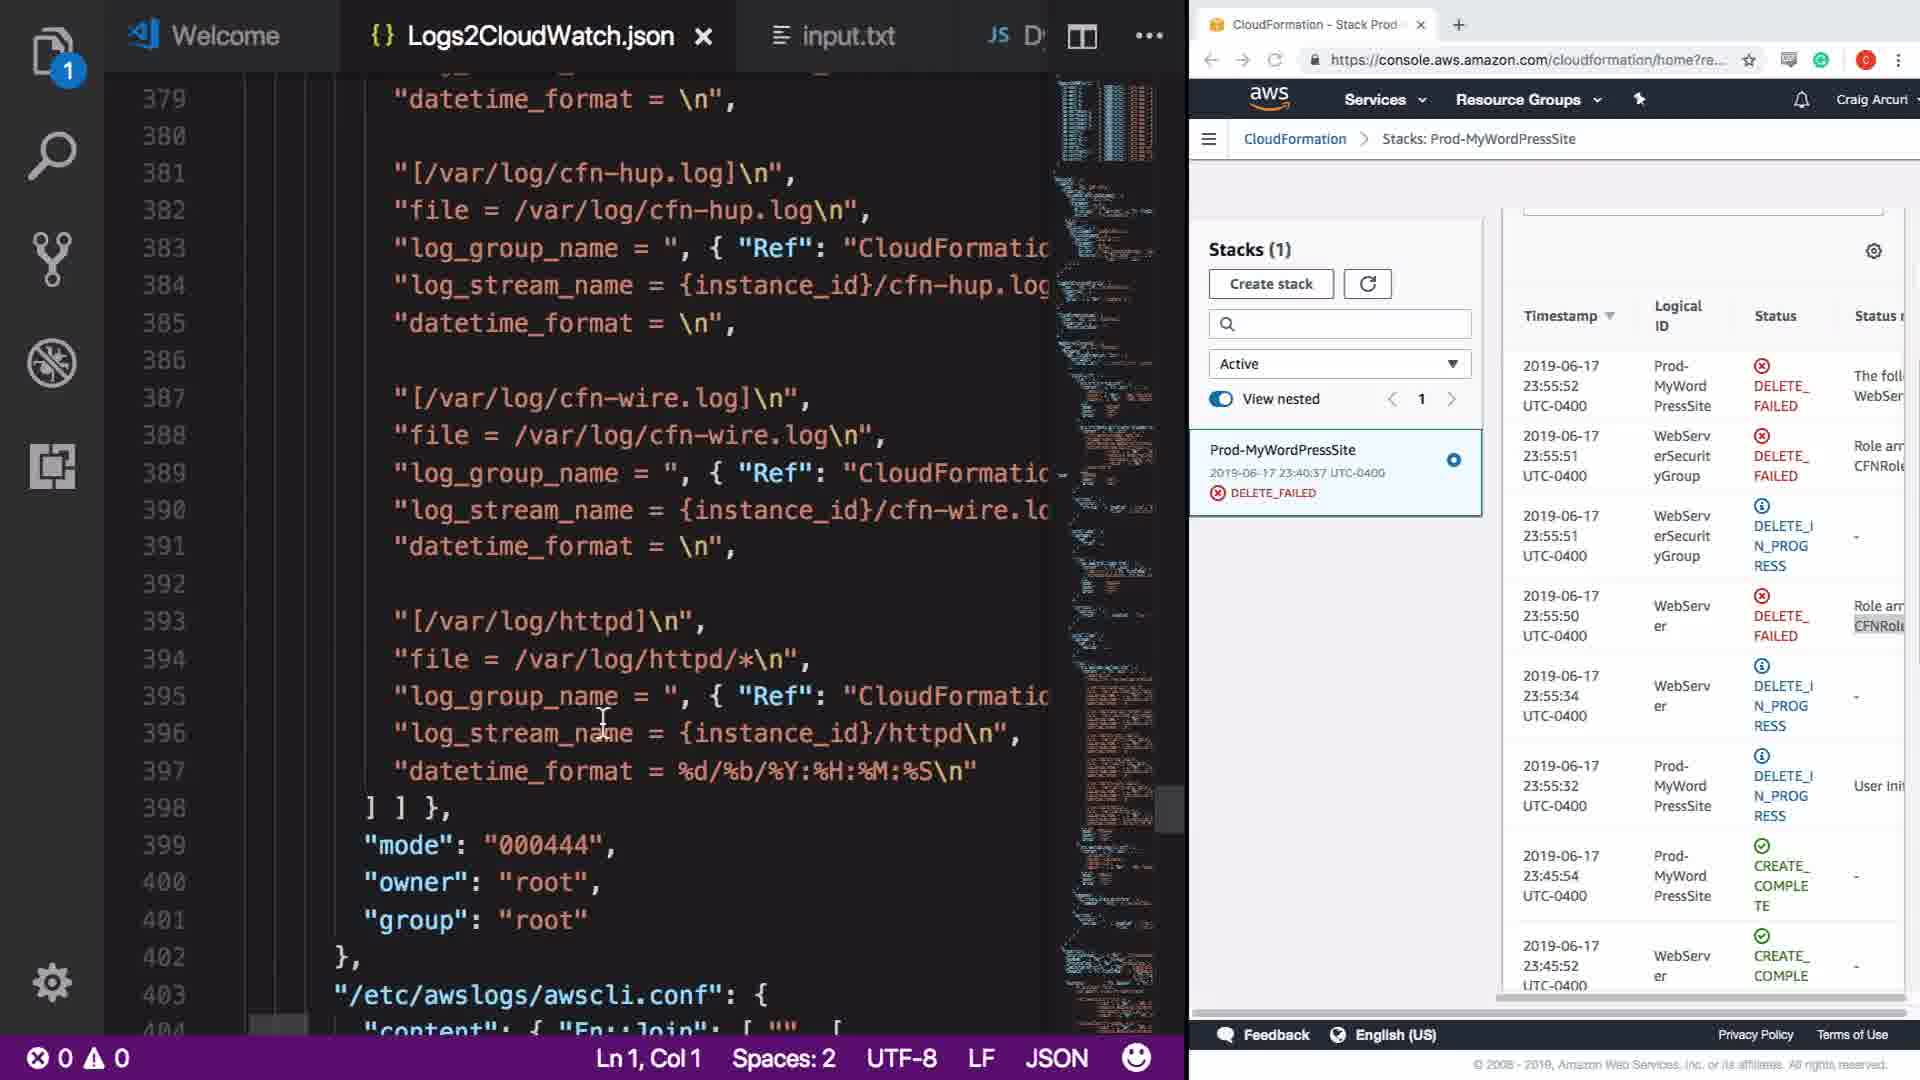 1
Welcome
{} Logs2CloudWatch.json ×
input.txt
JS
379 "datetime_format = \n",
380
381 "[/var/log/cfn-hup.log]\n",
382 "file = /var/log/cfn-hup.log\n",
383 "log_group_name = ", { "Ref": "CloudFormatio
384 "log_stream_name = {instance_id}/cfn-hup.log
385 "datetime_format = \n",
386
387 "[/var/log/cfn-wire.log]\n",
388 "file = /var/log/cfn-wire.log\n",
389 "log_group_name = ", { "Ref": "CloudFormatio
390 "log_stream_name = {instance_id}/cfn-wire.lo
391 "datetime_format = \n",
392
393 "[/var/log/httpd]\n",
394 "file = /var/log/httpd/*\n",
395 "log_group_name = ", { "Ref": "CloudFormatio
396 "log_stream_name = {instance_id}/httpd\n",
397 "datetime_format = %d/%b/%Y:%H:%M:%S\n"
398 ] ] },
399 "mode": "000444",
400 "owner": "root",
401 "group": "root"
402 },
403 "/etc/awslogs/awscli.conf": {
404 "content": { "Fn::Join": [ "", [
0 0
Ln 1, Col 1 Spaces: 2 UTF-8 LF JSON
CloudFormation - Stack Prod
https://console.aws.amazon.com/cloudformation/home?re...
C
aws Services Resource Groups Craig Arcuri
CloudFormation > Stacks: Prod-MyWordPressSite
Stacks (1)
Create stack
Active
View nested < 1 >
Prod-MyWordPressSite
2019-06-17 23:40:37 UTC-0400
DELETE_FAILED
Timestamp
Logical
ID
Status
Status
2019-06-17
23:55:52
UTC-0400
Prod-
MyWord
PressSite
DELETE_
FAILED
The foll
WebSer
2019-06-17
23:55:51
UTC-0400
WebServ
erSecurit
yGroup
DELETE_
FAILED
Role arn
CFNRole
2019-06-17
23:55:51
UTC-0400
WebServ
erSecurit
yGroup
DELETE_I
N_PROG
RESS
-
2019-06-17
23:55:50
UTC-0400
WebServ
er
DELETE_
FAILED
Role arn
CFNRole
2019-06-17
23:55:34
UTC-0400
WebServ
er
DELETE_I
N_PROG
RESS
-
2019-06-17
23:55:32
UTC-0400
Prod-
MyWord
PressSite
DELETE_I
N_PROG
RESS
User Init
2019-06-17
23:45:54
UTC-0400
Prod-
MyWord
PressSite
CREATE_
COMPLE
TE
-
2019-06-17
23:45:52
UTC-0400
WebServ
er
CREATE_
COMPLE
-
Feedback English (US) Privacy Policy Terms of Use
© 2008 - 2019, Amazon Web Services, Inc. or its affiliates. All rights reserved.